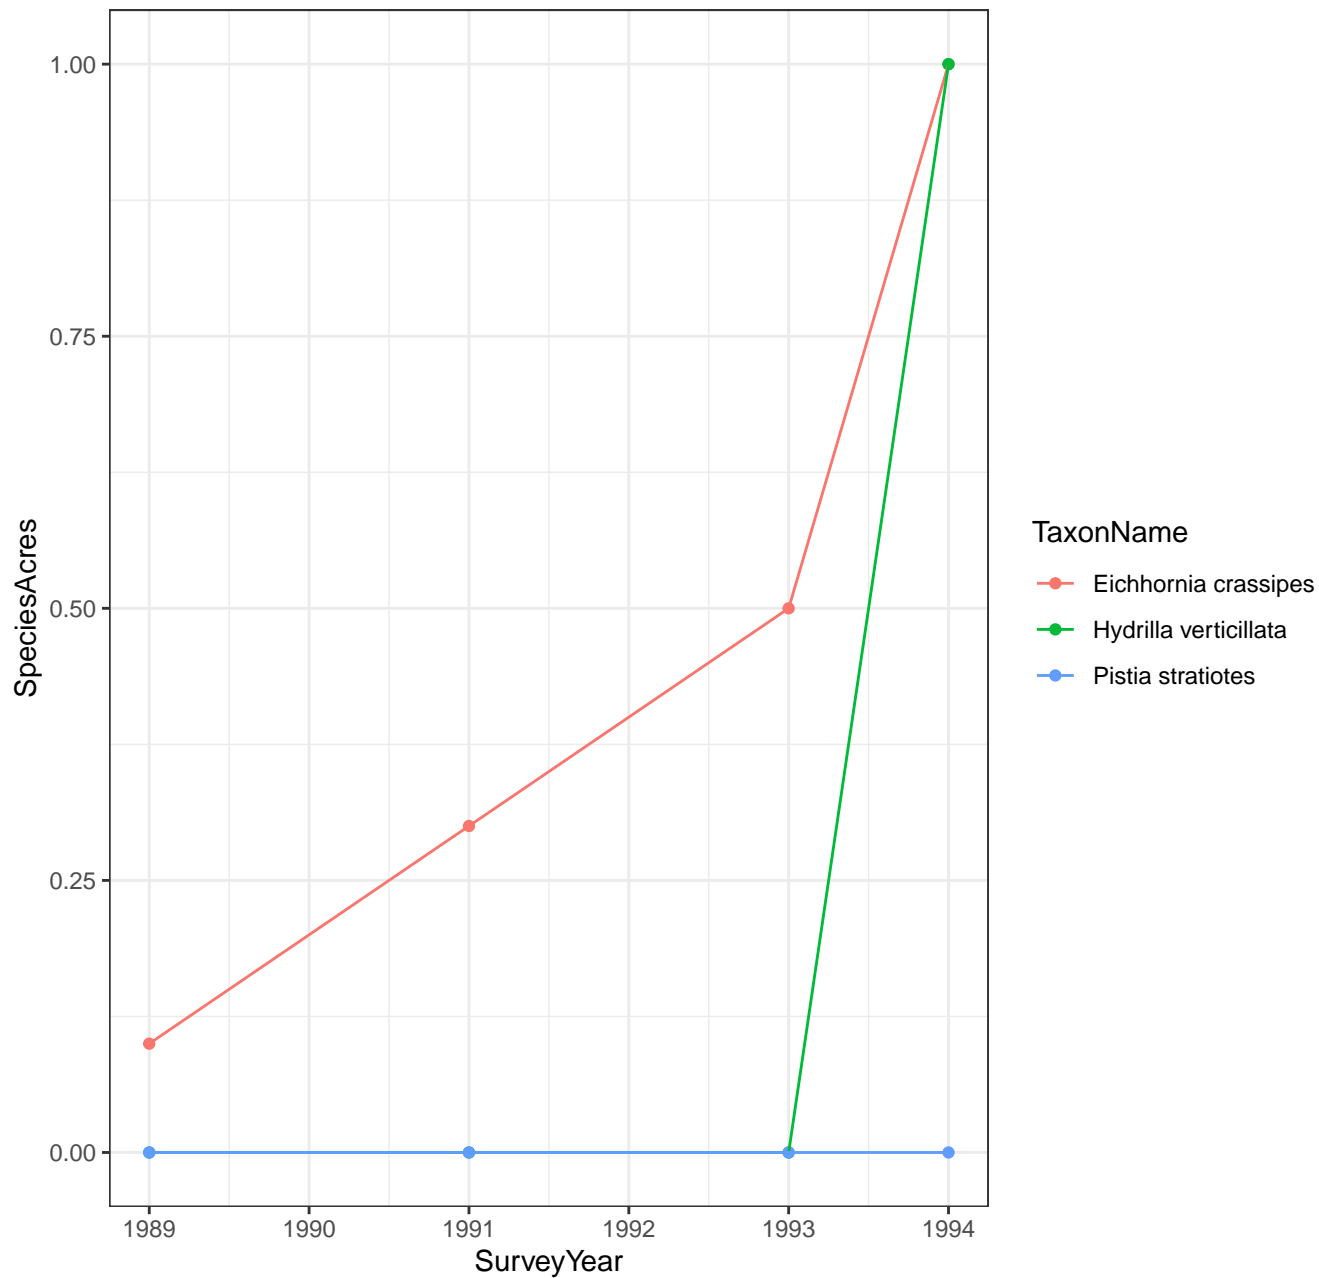 1.00
0.75
0.50
0.25
0.00
SpeciesAcres
1989 1990 1991 1992 1993 1994
SurveyYear
TaxonName
Eichhornia crassipes
Hydrilla verticillata
Pistia stratiotes